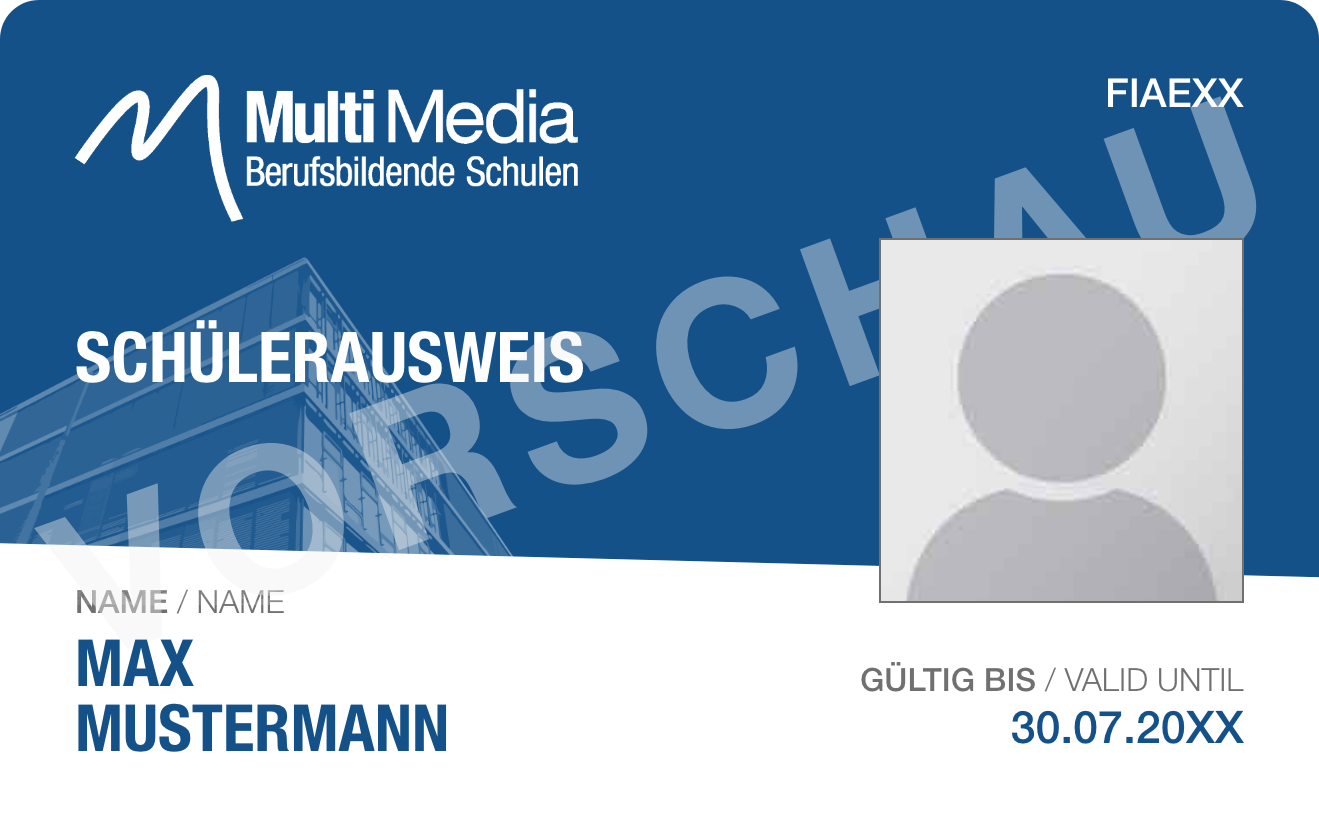 Multi Media
Berufsbildende Schulen
FIAEXX
SCHÜLERAUSWEIS
VORSCHAU
NAME / NAME
MAX
MUSTERMANN
GÜLTIG BIS / VALID UNTIL
30.07.20XX